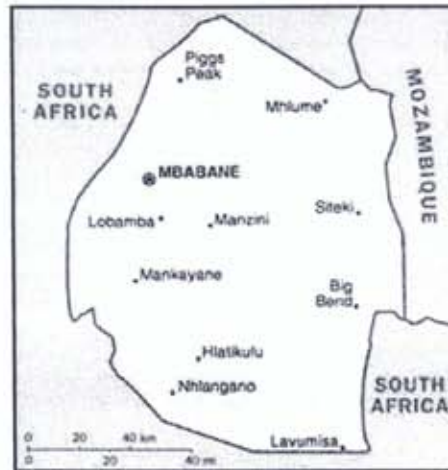 Piggs
Peak
SOUTH
AFRICA
Mhlume
MOZAMBIQUE
MBABANE
Lobamba
Manzini
Siteki
Mankayane
Big
Bend
Hlatikulu
Nhlangano
SOUTH
AFRICA
Lavumisa
0 20 40 km
0 20 40 mi